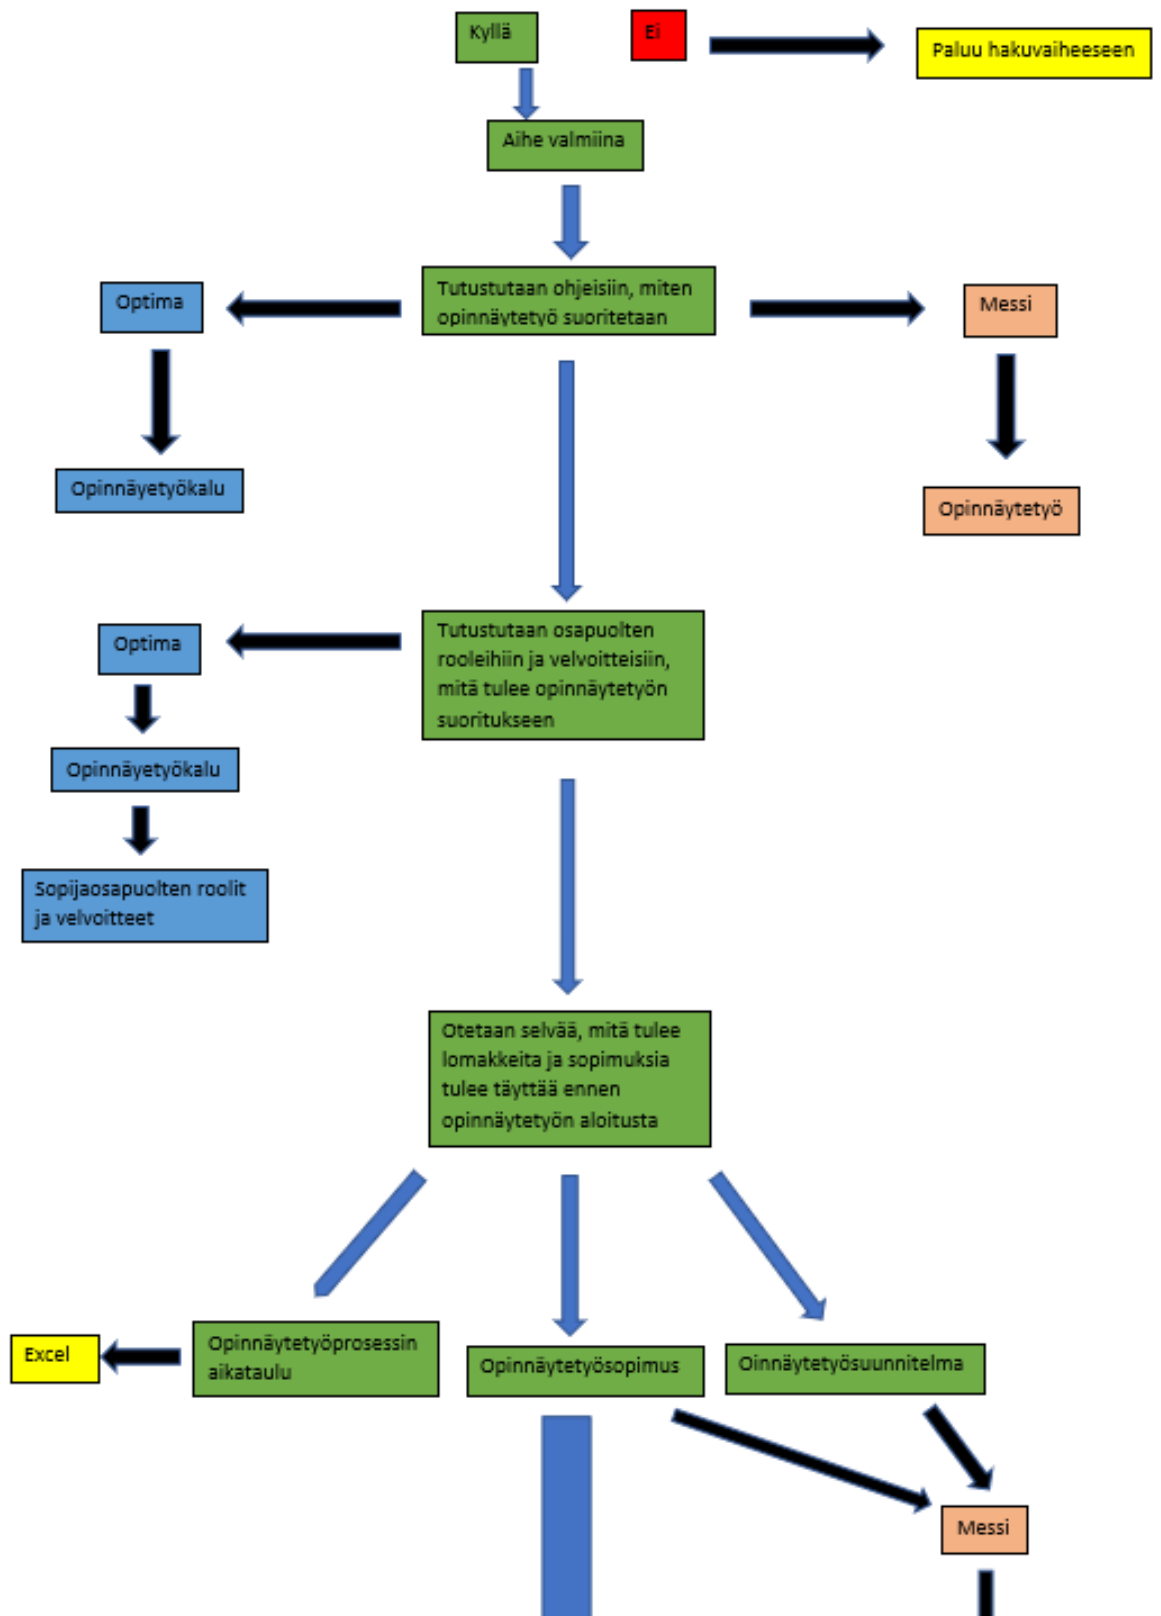 Kyllä
Ei
Paluu hakuvaiheeseen
Aihe valmiina
Optima
Tutustutaan ohjeisiin, miten
opinnäytetyö suoritetaan
Messi
Opinnäyetyökalu
Opinnäytetyö
Optima
Tutustutaan osapuolten
rooleihiin ja velvoitteisiin,
mitä tulee opinnäytetyön
suoritukseen
Opinnäyetyökalu
Sopijaosapuolten roolit
ja velvoitteet
Otetaan selvää, mitä tulee
lomakkeita ja sopimuksia
tulee täyttää ennen
opinnäytetyön aloitusta
Excel
Opinnäytetyöprosessin
aikataulu
Opinnäytetyösopimus
Oinnäytetyösuunnitelma
Messi